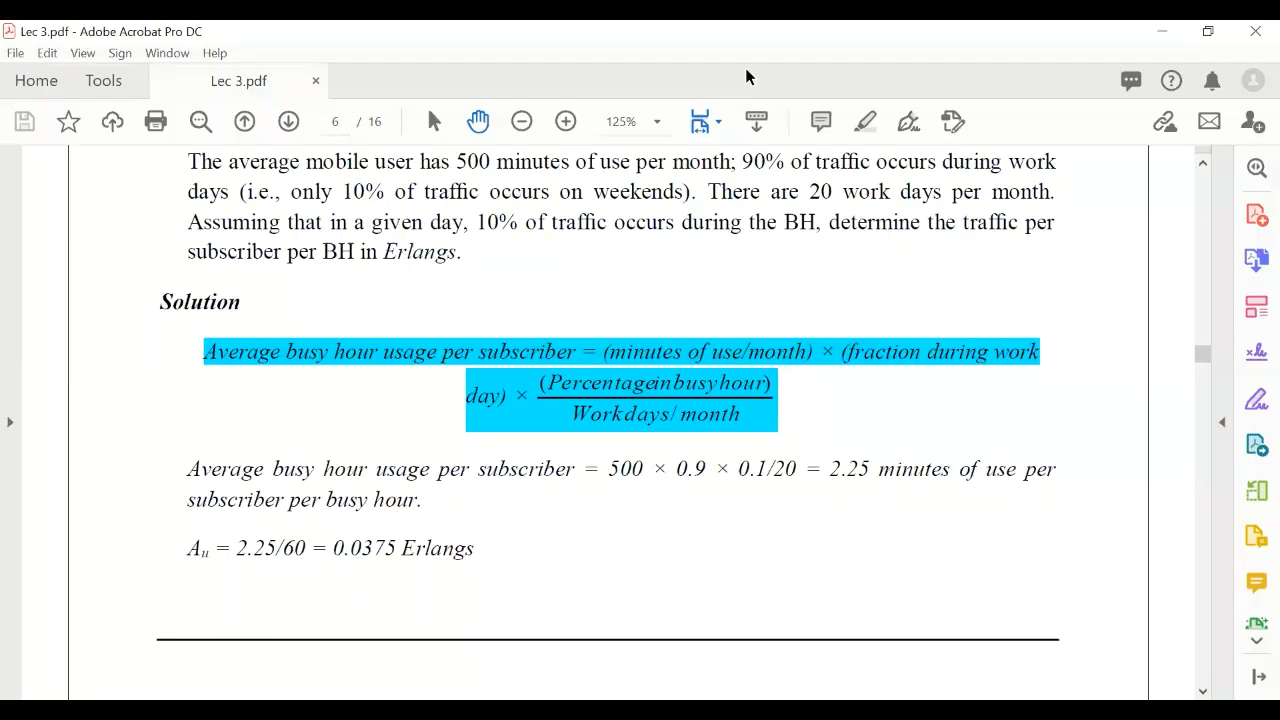 Lec 3.pdf - Adobe Acrobat Pro DC
File Edit View Sign Window Help
Home Tools Lec 3.pdf ×
6 / 16 125%
The average mobile user has 500 minutes of use per month; 90% of traffic occurs during work
days (i.e., only 10% of traffic occurs on weekends). There are 20 work days per month.
Assuming that in a given day, 10% of traffic occurs during the BH, determine the traffic per
subscriber per BH in Erlangs.
Solution
Average busy hour usage per subscriber = (minutes of use/month) × (fraction during work
day) × (Percentageinbusyhour)
Workdays/month
Average busy hour usage per subscriber = 500 × 0.9 × 0.1/20 = 2.25 minutes of use per
subscriber per busy hour.
Au = 2.25/60 = 0.0375 Erlangs